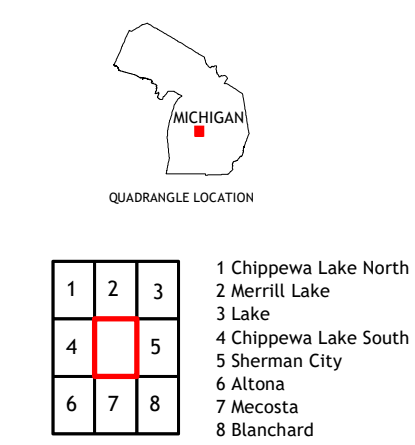 MICHIGAN
QUADRANGLE LOCATION
1 2 3
4 5
6 7 8
1 Chippewa Lake North
2 Merrill Lake
3 Lake
4 Chippewa Lake South
5 Sherman City
6 Altona
7 Mecosta
8 Blanchard